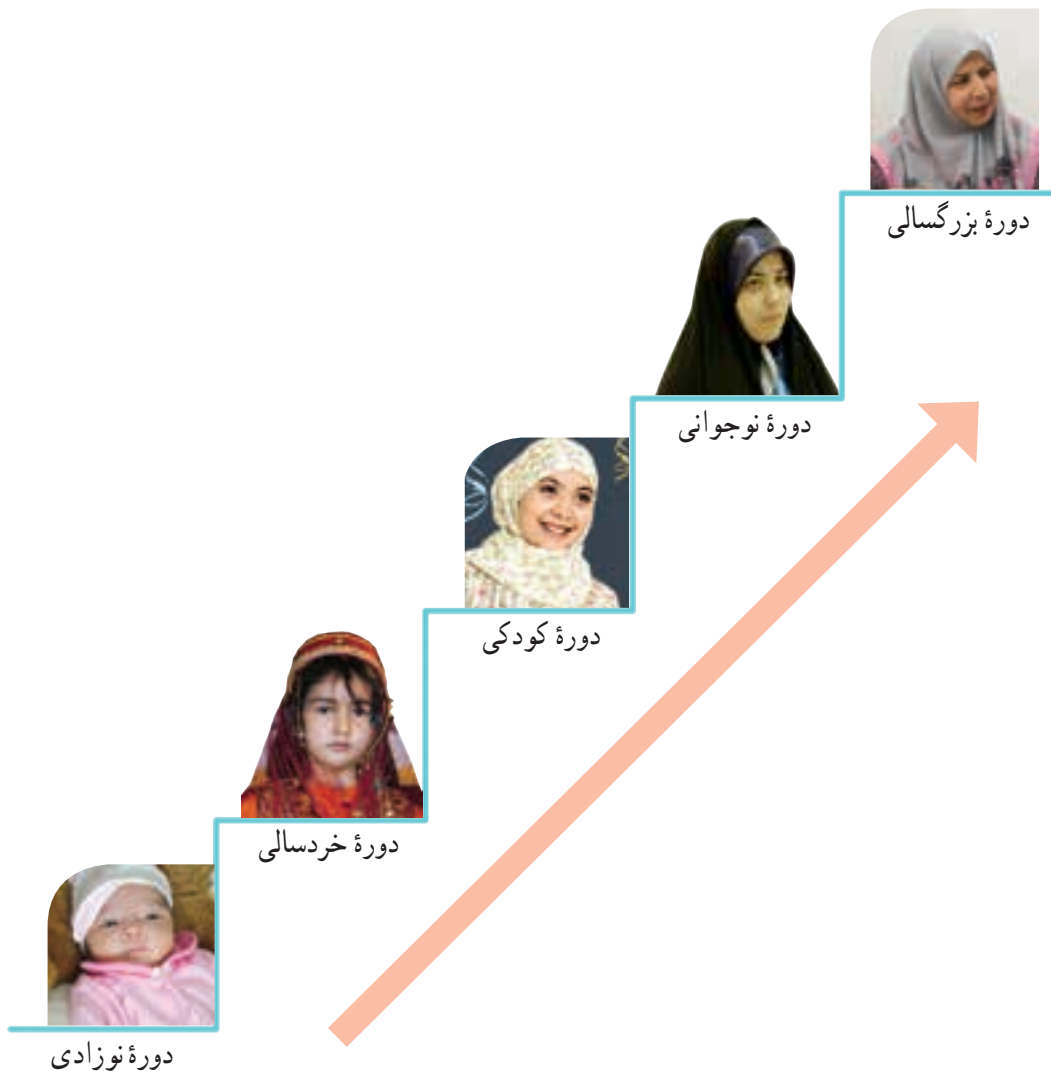 دورهٔ بزرگسالی
دورهٔ نوجوانی
دورهٔ کودکی
دورهٔ خردسالی
دورهٔ نوزادی